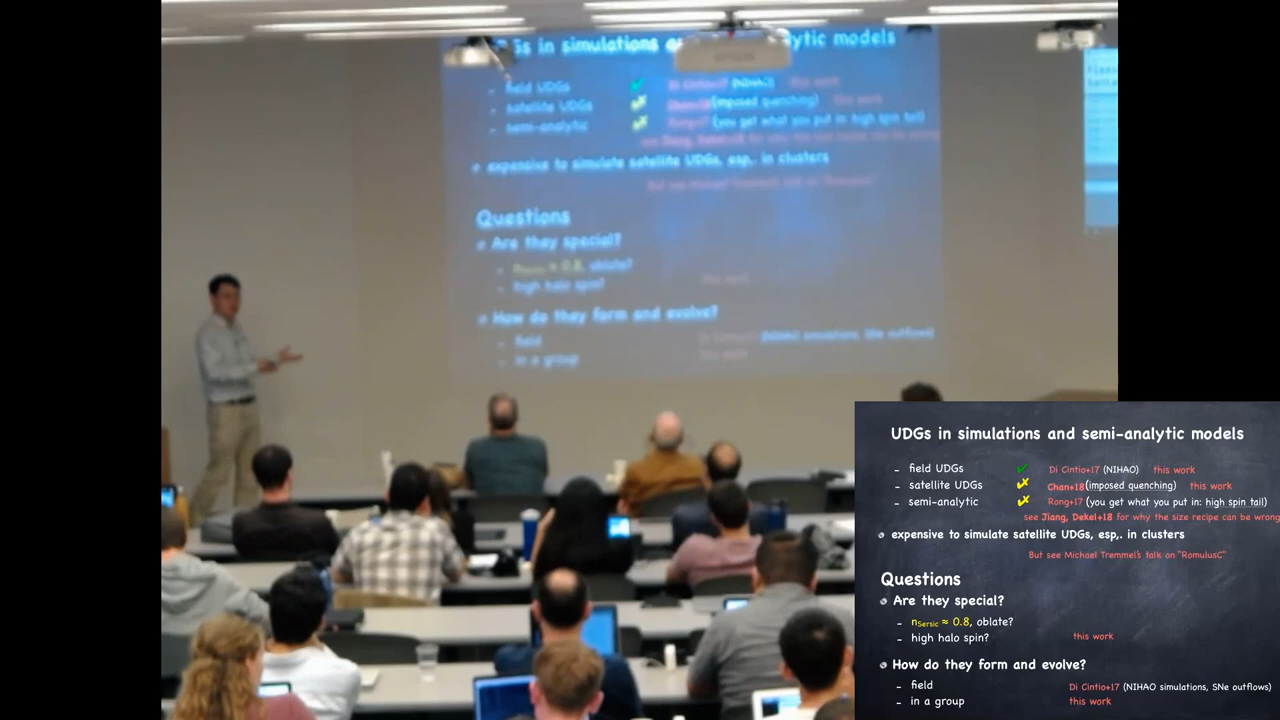 UDGs in simulations and semi-analytic models
- field UDGs ✓ Di Cintio+17 (NIHAO) this work
- satellite UDGs Chan+18 (imposed quenching) this work
- semi-analytic Rong+17 (you get what you put in: high spin tail)
see Jiang, Dekel+18 for why the size recipe can be wrong
expensive to simulate satellite UDGs, esp,. in clusters
But see Michael Tremmel's talk on "RomulusC"
Questions
Are they special?
- nSersic ≈ 0.8, oblate?
- high halo spin? this work
How do they form and evolve?
- field Di Cintio+17 (NIHAO simulations, SNe outflows)
- in a group this work